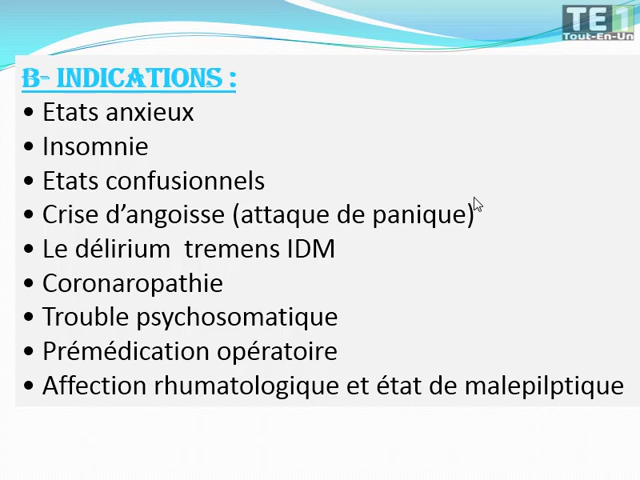 TE1
Tout-En-Un
B- INDICATIONS :
• Etats anxieux
• Insomnie
• Etats confusionnels
• Crise d’angoisse (attaque de panique)
• Le délirium tremens IDM
• Coronaropathie
• Trouble psychosomatique
• Prémédication opératoire
• Affection rhumatologique et état de malepilptique